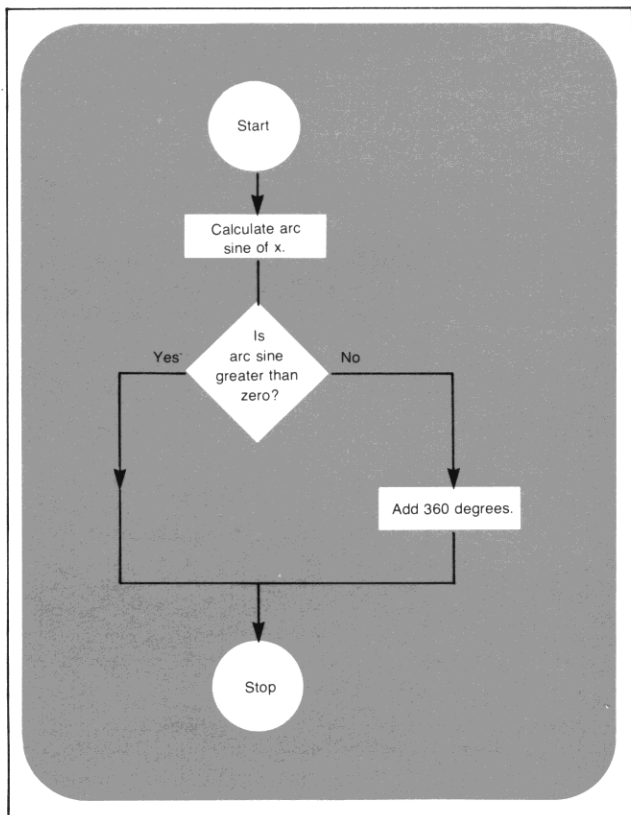 Start
Calculate arc
sine of x.
Is
arc sine
greater than
zero?
Yes
No
Add 360 degrees.
Stop